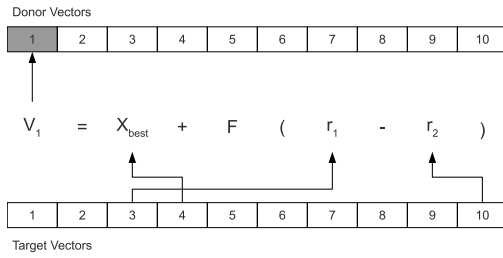 Donor Vectors
1 2 3 4 5 6 7 8 9 10
V₁ = X_best + F ( r₁ - r₂ )
1 2 3 4 5 6 7 8 9 10
Target Vectors